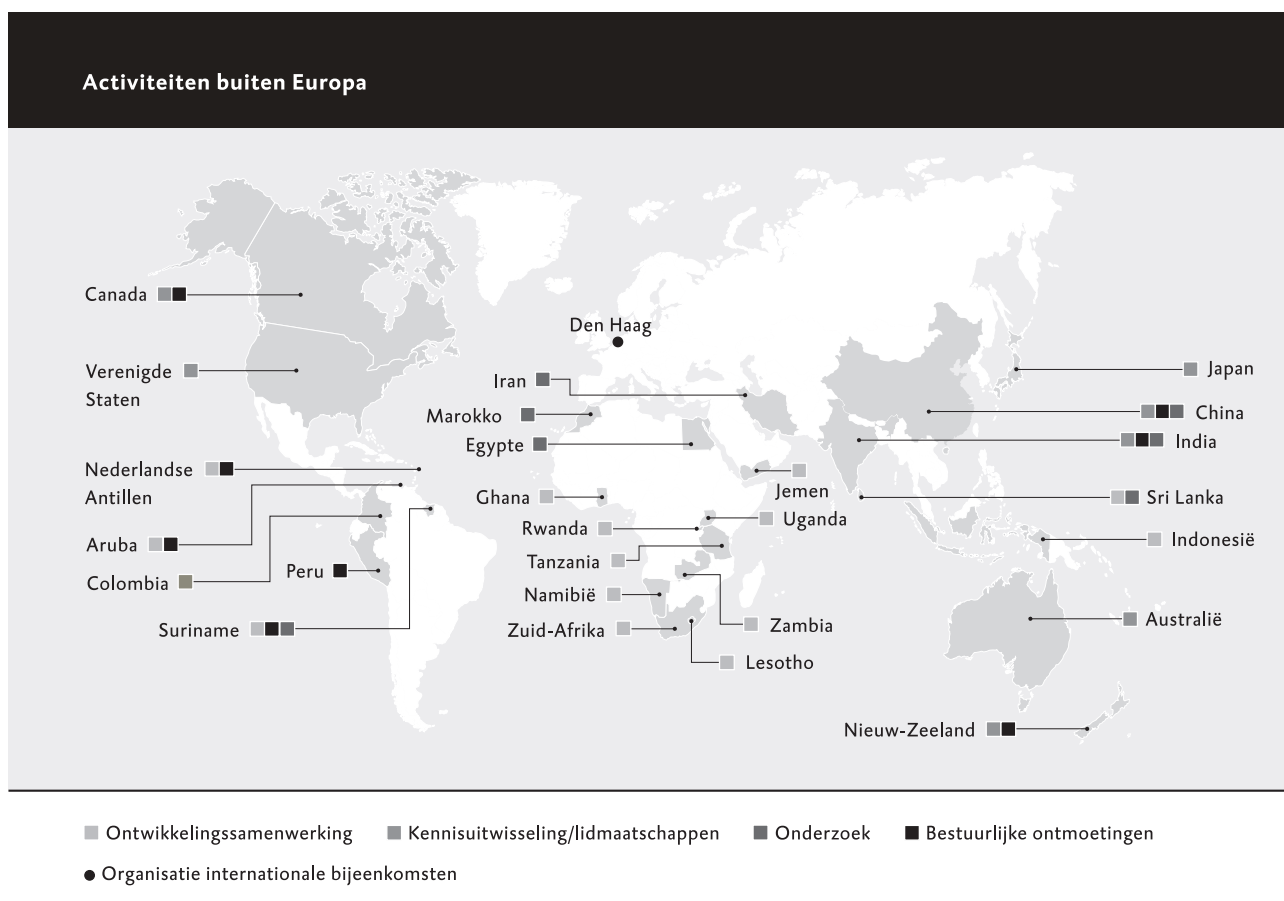 Activiteiten buiten Europa
Canada
Den Haag
Verenigde
Staten
Iran
Japan
Marokko
China
Egypte
India
Nederlandse
Antillen
Jemen
Ghana
Sri Lanka
Rwanda
Uganda
Indonesië
Aruba
Tanzania
Colombia
Peru
Namibië
Suriname
Zuid-Afrika
Zambia
Australië
Lesotho
Nieuw-Zeeland
Ontwikkelingssamenwerking Kennisuitwisseling/lidmaatschappen Onderzoek Bestuurlijke ontmoetingen
Organisatie internationale bijeenkomsten